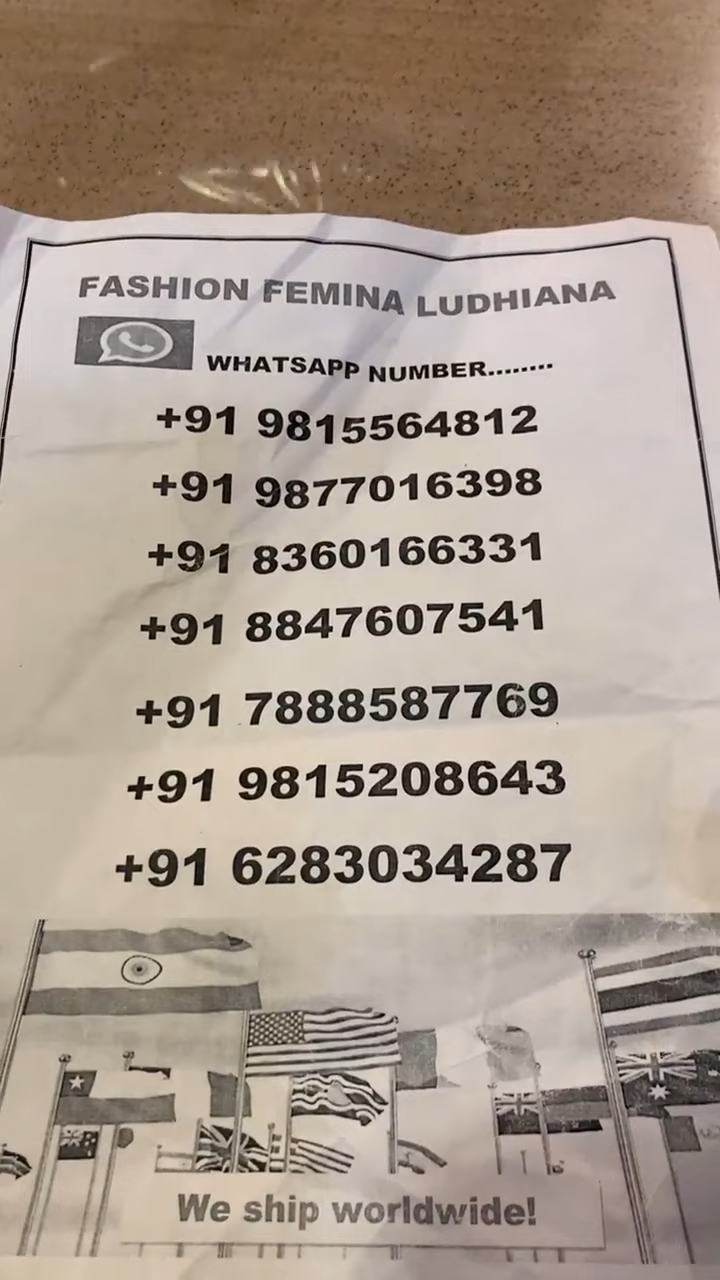 FASHION FEMINA LUDHIANA
WHATSAPP NUMBER........
+91 9815564812
+91 9877016398
+91 8360166331
+91 8847607541
+91 7888587769
+91 9815208643
+91 6283034287
We ship worldwide!